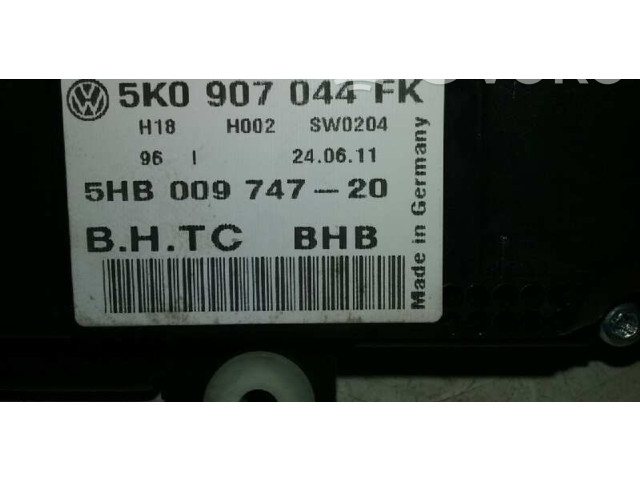 5K0 907 044 FK
H18 H002 SW0204
96 I 24.06.11
5HB 009 747-20
B.H.TC BHB
Made in Germany